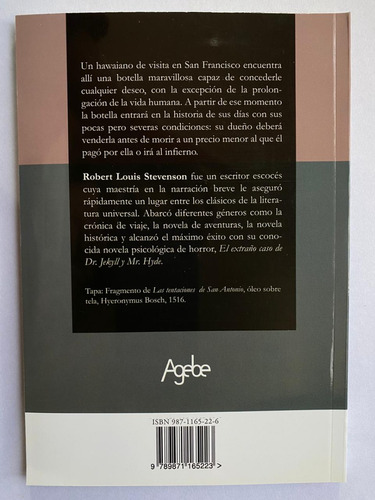 Un hawaiano de visita en San Francisco encuentra
allí una botella maravillosa capaz de concederle
cualquier deseo, con la excepción de la prolon-
gación de la vida humana. A partir de ese momento
la botella entrará en la historia de sus días con sus
pocas pero severas condiciones: su dueño deberá
venderla antes de morir a un precio menor al que él
pagó por ella o irá al infierno.
Robert Louis Stevenson fue un escritor escocés
cuya maestría en la narración breve le aseguró
rápidamente un lugar entre los clásicos de la litera-
tura universal. Abarcó diferentes géneros como la
crónica de viaje, la novela de aventuras, la novela
histórica y alcanzó el máximo éxito con su cono-
cida novela psicológica de horror, El extraño caso de
Dr. Jekyll y Mr. Hyde.
Tapa: Fragmento de Las tentaciones de San Antonio, óleo sobre
tela, Hyeronymus Bosch, 1516.
Agebe
ISBN 987-1165-22-6
9 789871 165223 >